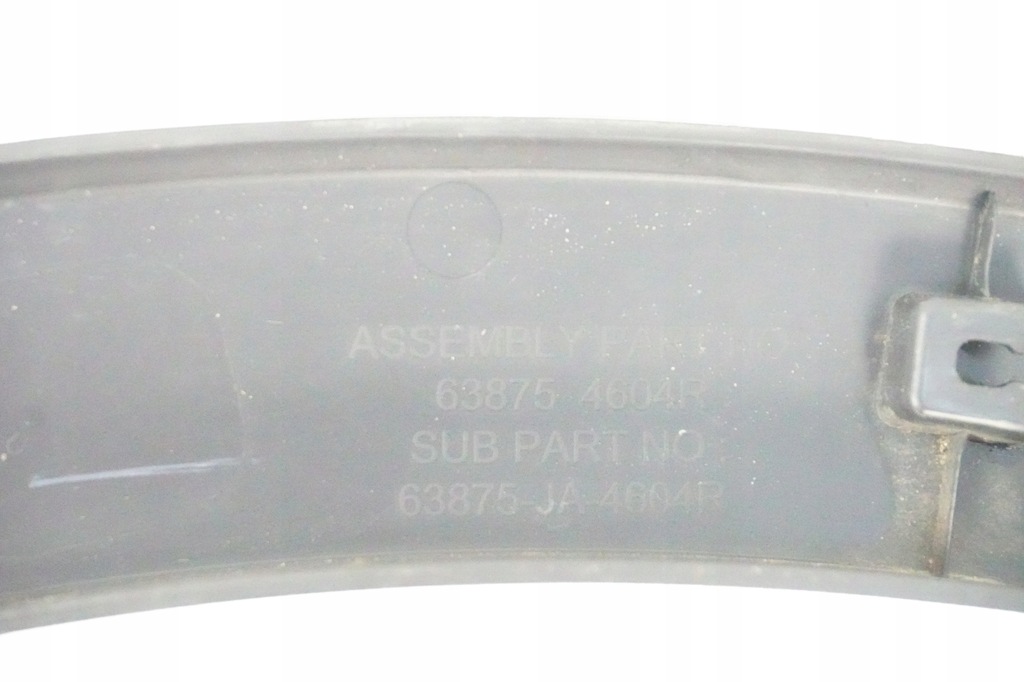 ASSEMBLY PART NO
63875 4604R
SUB PART NO
63875-JA 4604R